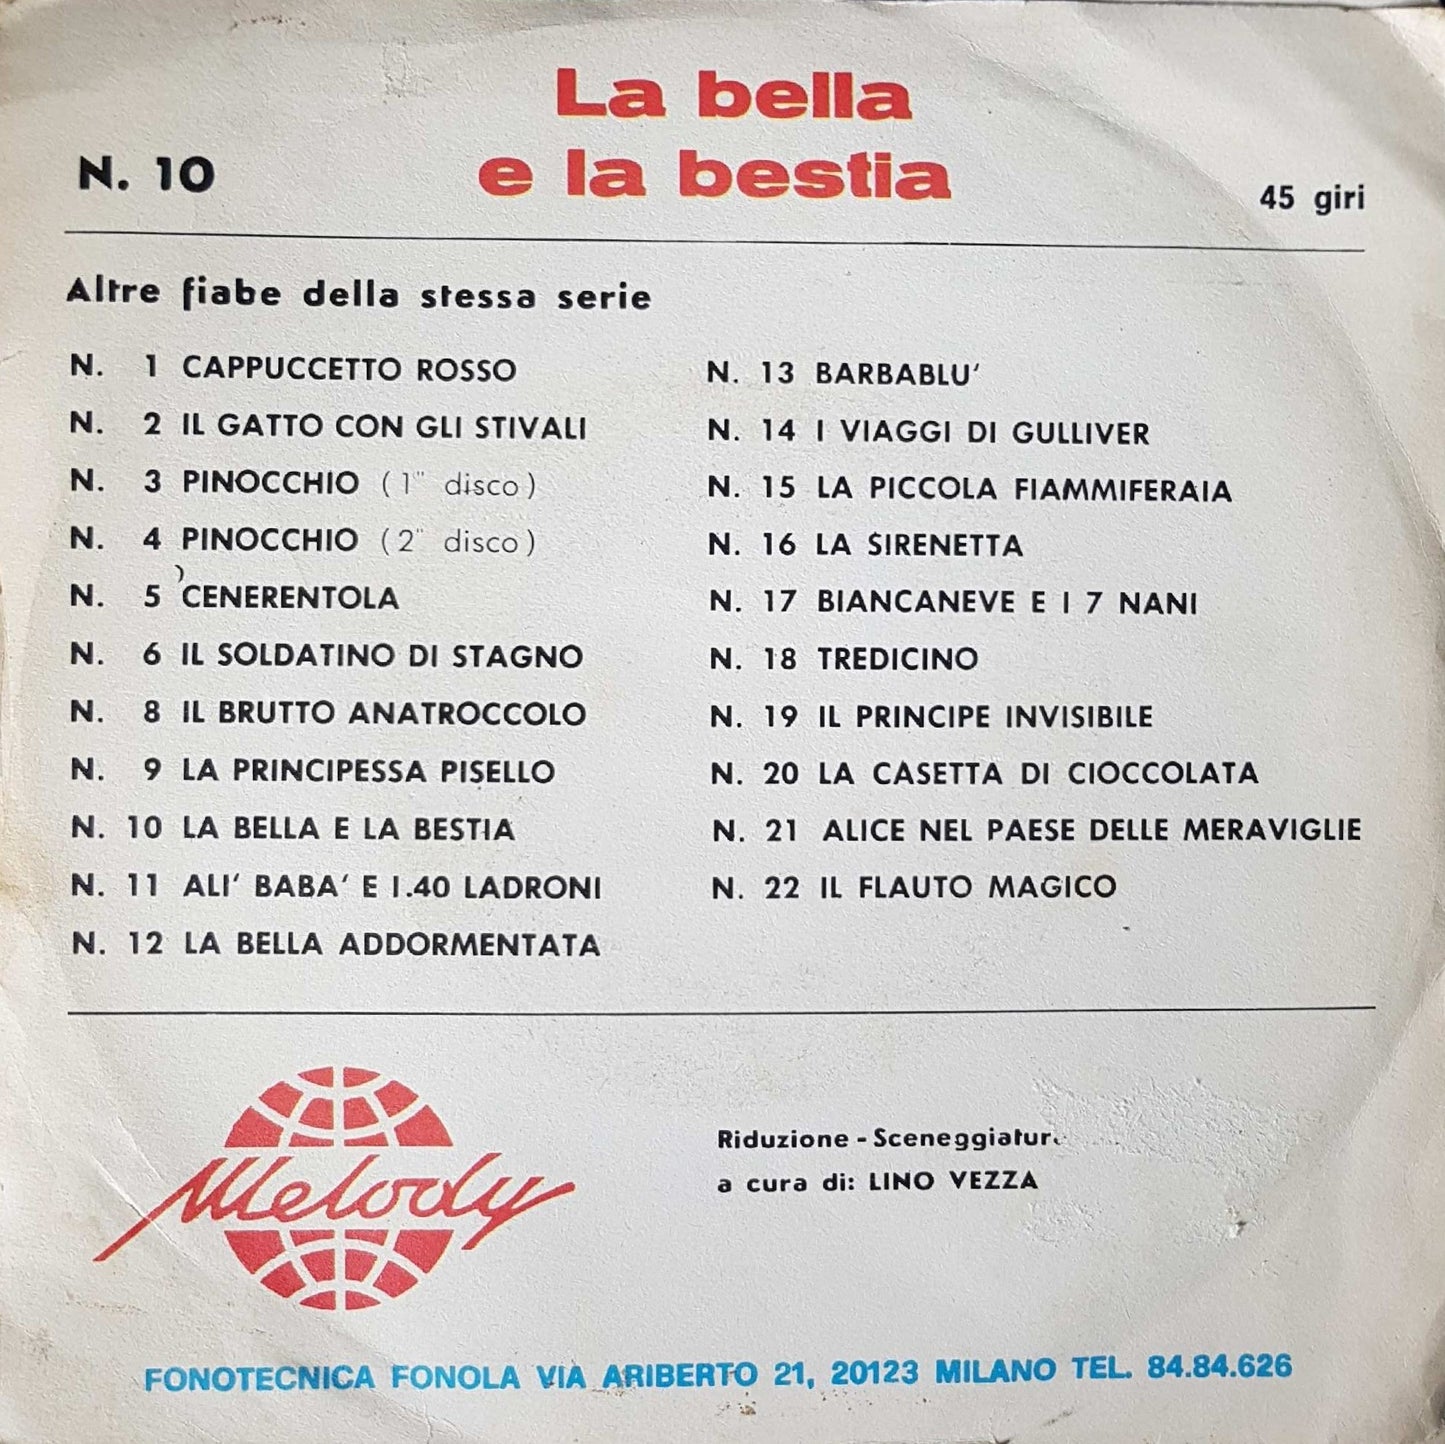 La bella
e la bestia
N. 10
45 giri
Altre fiabe della stessa serie
N. 1 CAPPUCCETTO ROSSO
N. 2 IL GATTO CON GLI STIVALI
N. 3 PINOCCHIO (1" disco)
N. 4 PINOCCHIO (2" disco)
N. 5 CENERENTOLA
N. 6 IL SOLDATINO DI STAGNO
N. 8 IL BRUTTO ANATROCCOLO
N. 9 LA PRINCIPESSA PISELLO
N. 10 LA BELLA E LA BESTIA
N. 11 ALI' BABA' E I.40 LADRONI
N. 12 LA BELLA ADDORMENTATA
N. 13 BARBABLU'
N. 14 I VIAGGI DI GULLIVER
N. 15 LA PICCOLA FIAMMIFERAIA
N. 16 LA SIRENETTA
N. 17 BIANCANEVE E I 7 NANI
N. 18 TREDICINO
N. 19 IL PRINCIPE INVISIBILE
N. 20 LA CASETTA DI CIOCCOLATA
N. 21 ALICE NEL PAESE DELLE MERAVIGLIE
N. 22 IL FLAUTO MAGICO
Melody
Riduzione - Sceneggiatur
a cura di: LINO VEZZA
FONOTECNICA FONOLA VIA ARIBERTO 21, 20123 MILANO TEL. 84.84.626